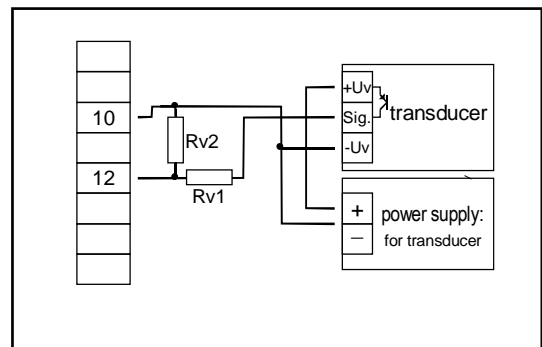 10
12
Rv2
Rv1
+Uv
Sig.
-Uv
transducer
+
−
power supply:
for transducer